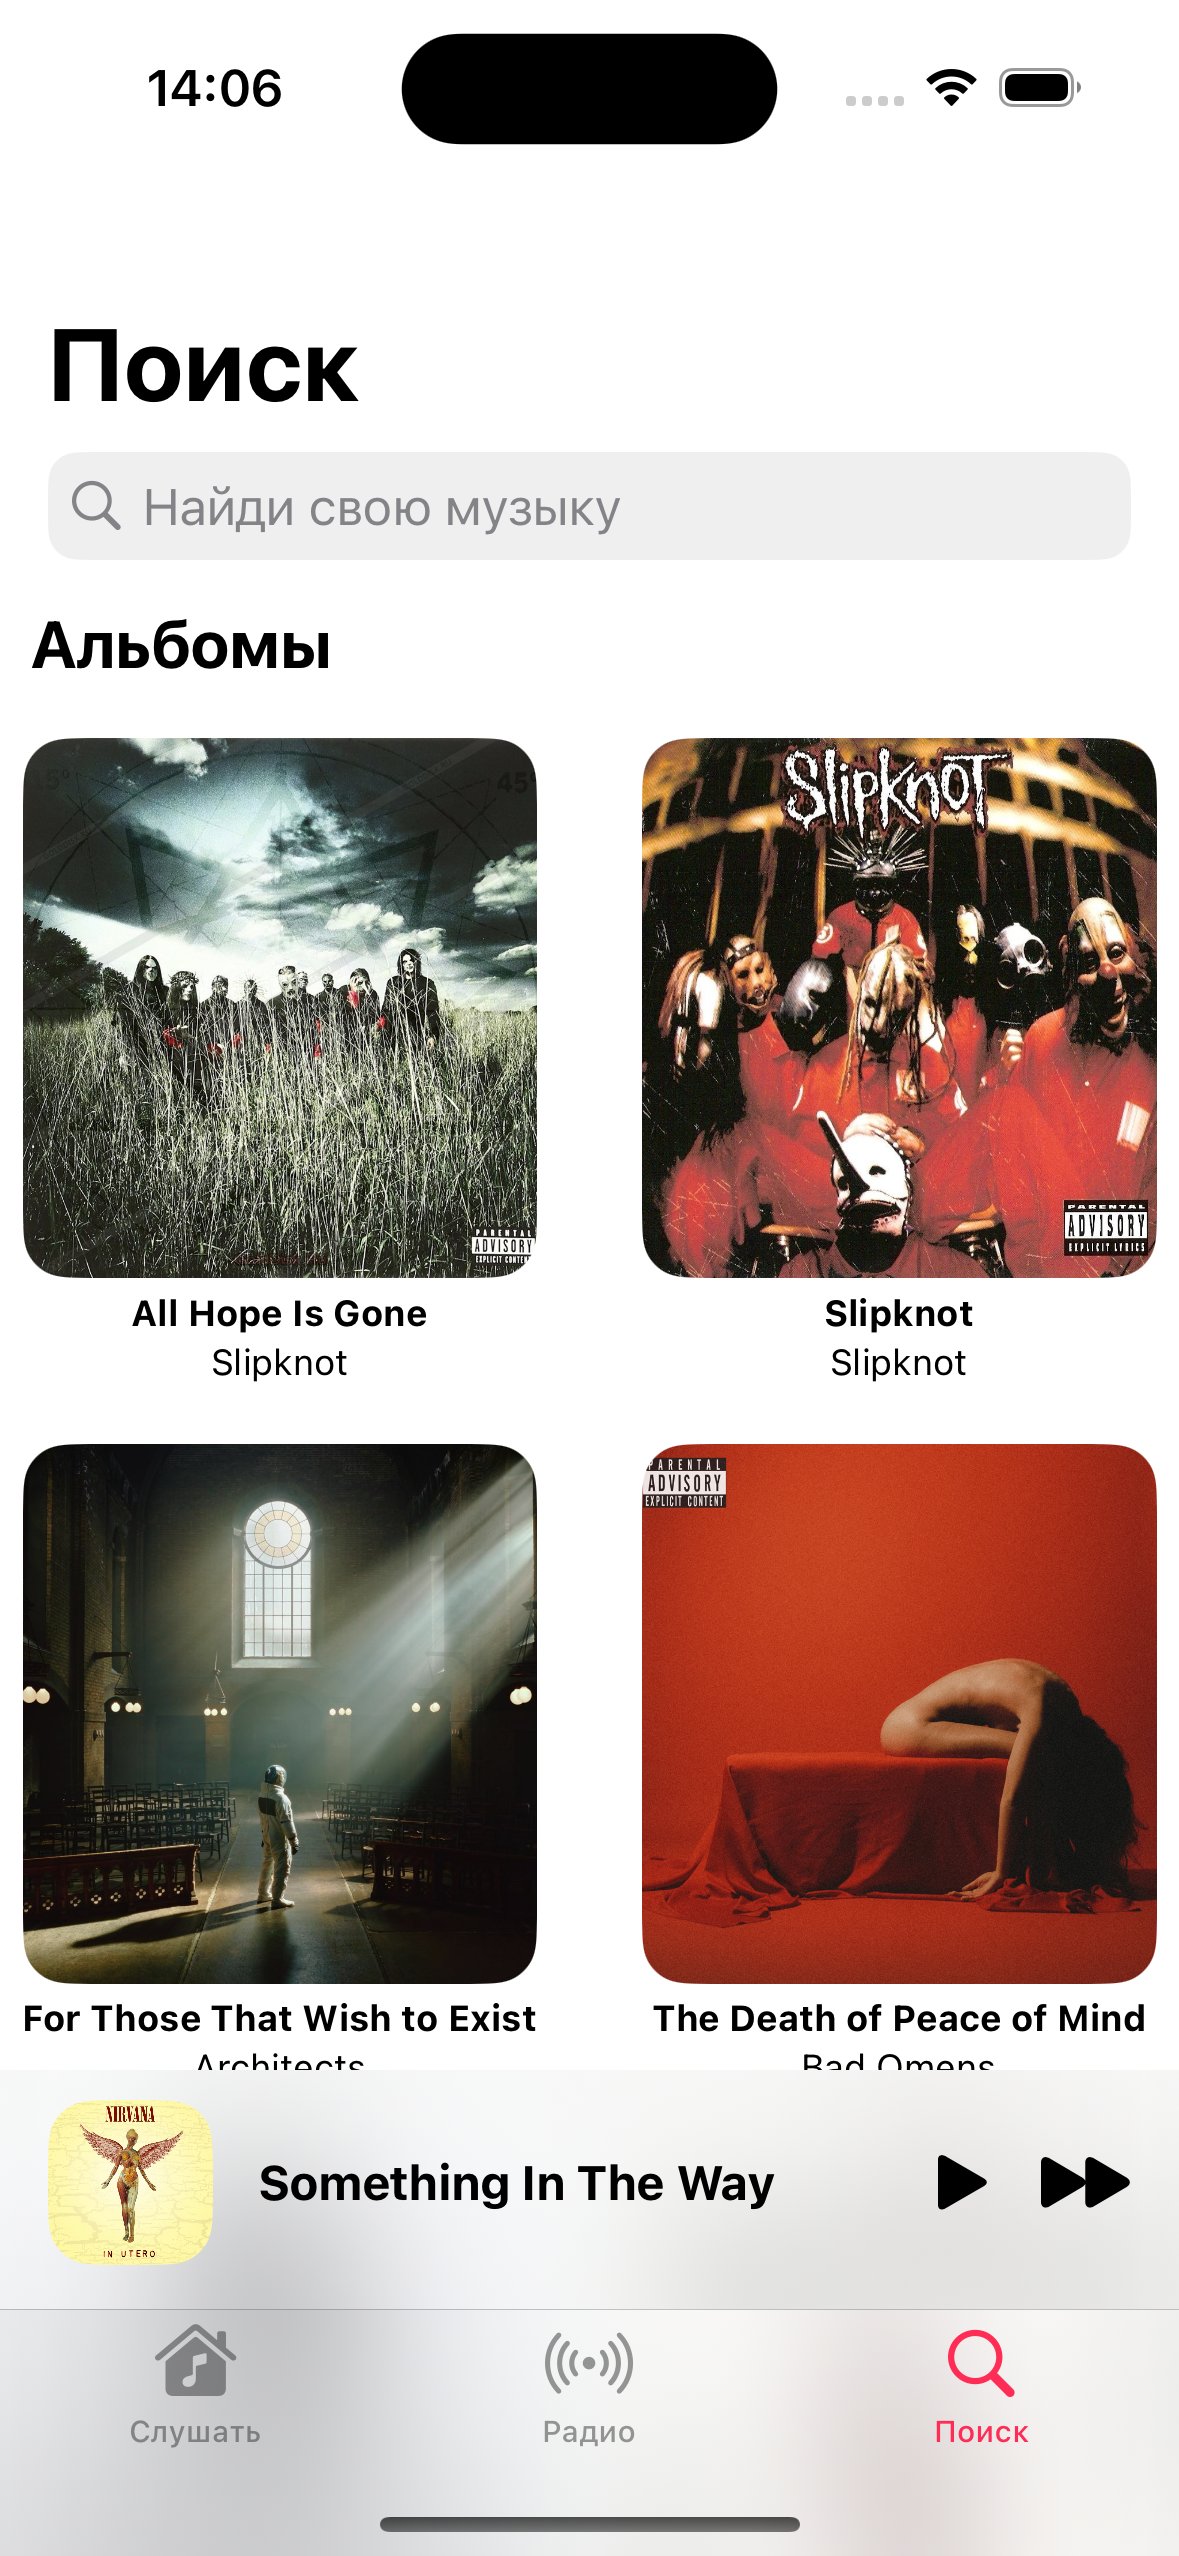 14:06
Поиск
Найди свою музыку
Альбомы
45°
SlipknoT
PARENTAL
ADVISORY
EXPLICIT CONTENT
PARENTAL
ADVISORY
EXPLICIT LYRICS
All Hope Is Gone
Slipknot
Slipknot
Slipknot
PARENTAL
ADVISORY
EXPLICIT CONTENT
For Those That Wish to Exist
The Death of Peace of Mind
Architects
Bad Omens
NIRVANA
IN UTERO
Something In The Way
Слушать
Радио
Поиск